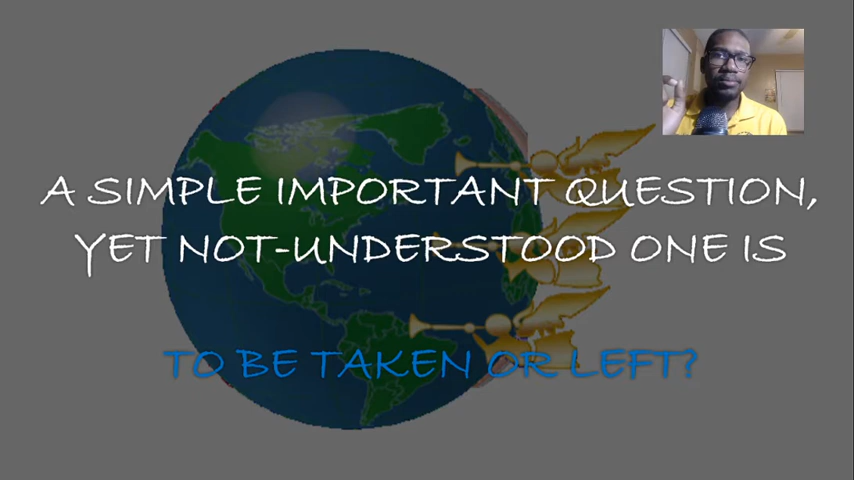 A SIMPLE IMPORTANT QUESTION,
YET NOT-UNDERSTOOD ONE IS
TO BE TAKEN OR LEFT?